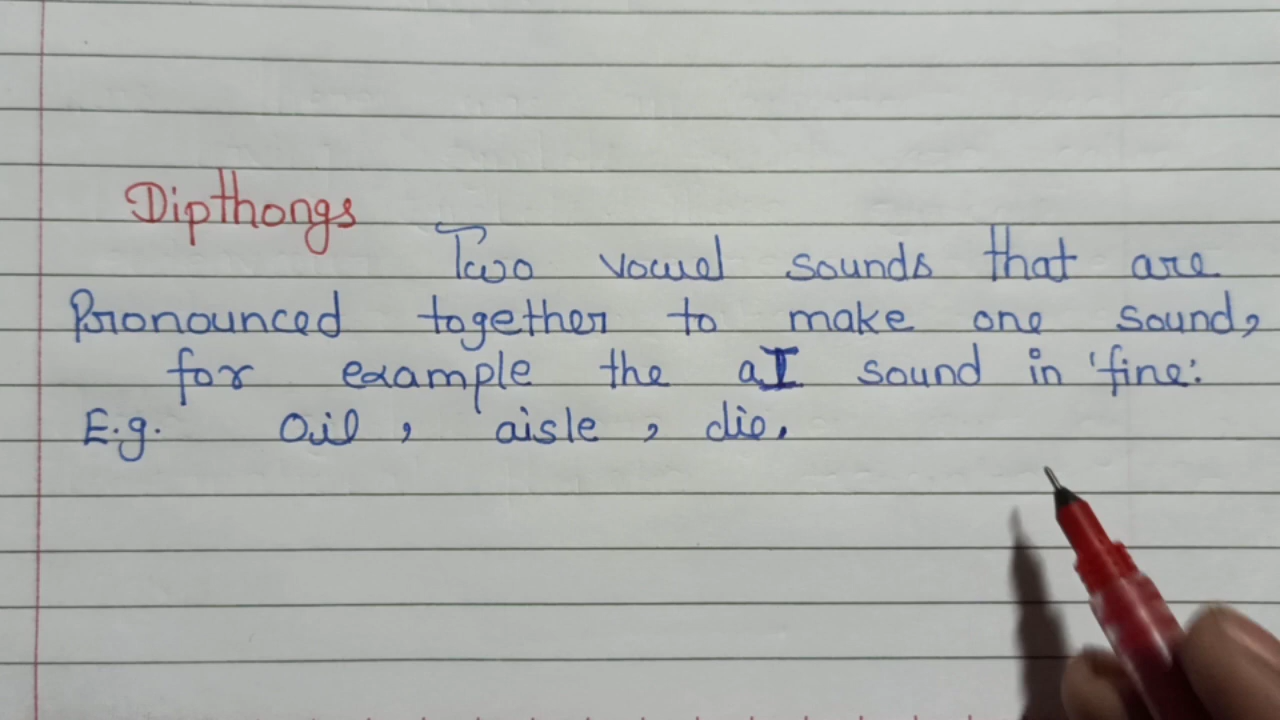 Dipthongs
Two vowel sounds that are
Pronounced together to make one sound,
for example the aI sound in 'fine:
E.g. Oil, aisle, die.